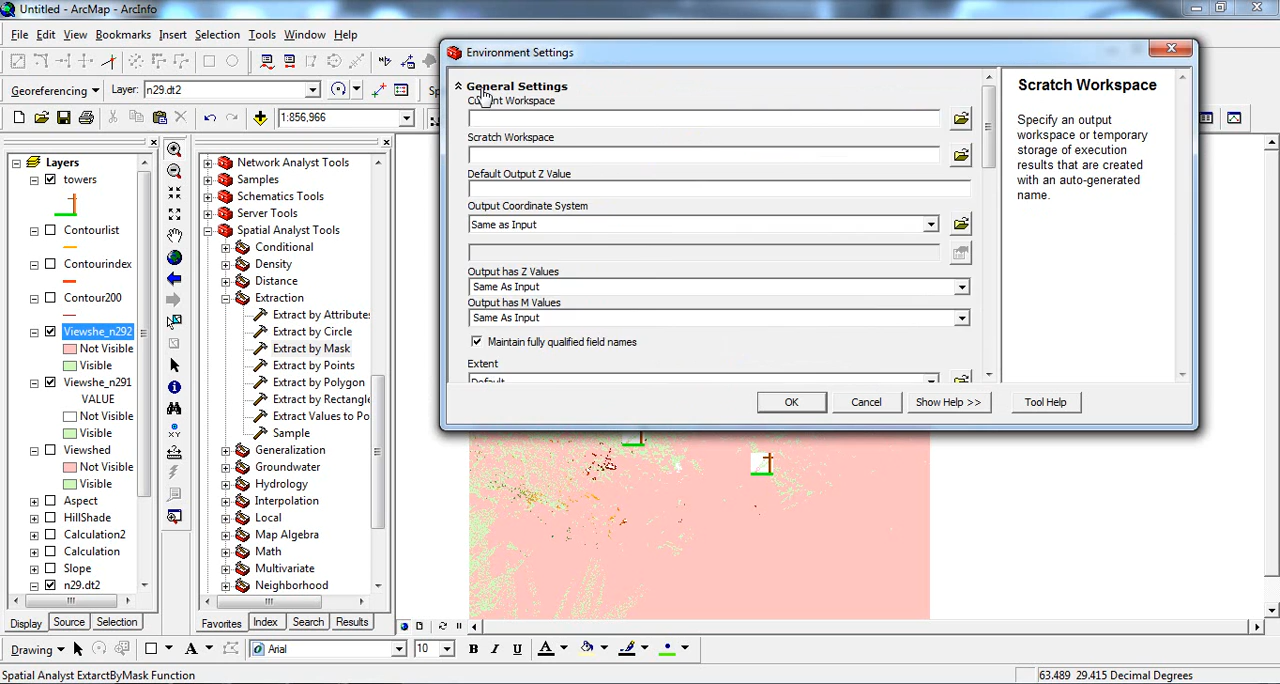 Untitled - ArcMap - ArcInfo
File Edit View Bookmarks Insert Selection Tools Window Help
Georeferencing Layer: n29.dt2
1:856,966
Layers
towers
Contourlist
Contourindex
Contour200
Viewshe_n292
Not Visible
Visible
Viewshe_n291
VALUE
Not Visible
Visible
Viewshed
Not Visible
Visible
Aspect
HillShade
Calculation2
Calculation
Slope
n29.dt2
Display Source Selection
Network Analyst Tools
Samples
Schematics Tools
Server Tools
Spatial Analyst Tools
Conditional
Density
Distance
Extraction
Extract by Attributes
Extract by Circle
Extract by Mask
Extract by Points
Extract by Polygon
Extract by Rectangle
Extract Values to Po
Sample
Generalization
Groundwater
Hydrology
Interpolation
Local
Map Algebra
Math
Multivariate
Neighborhood
Favorites Index Search Results
Environment Settings
General Settings
Current Workspace
Scratch Workspace
Default Output Z Value
Output Coordinate System
Same as Input
Output has Z Values
Same As Input
Output has M Values
Same As Input
Maintain fully qualified field names
Extent
Default
OK Cancel Show Help >> Tool Help
Scratch Workspace
Specify an output
workspace or temporary
storage of execution
results that are created
with an auto-generated
name.
Drawing A Arial 10 B I U A
Spatial Analyst ExtarctByMask Function
63.489 29.415 Decimal Degrees